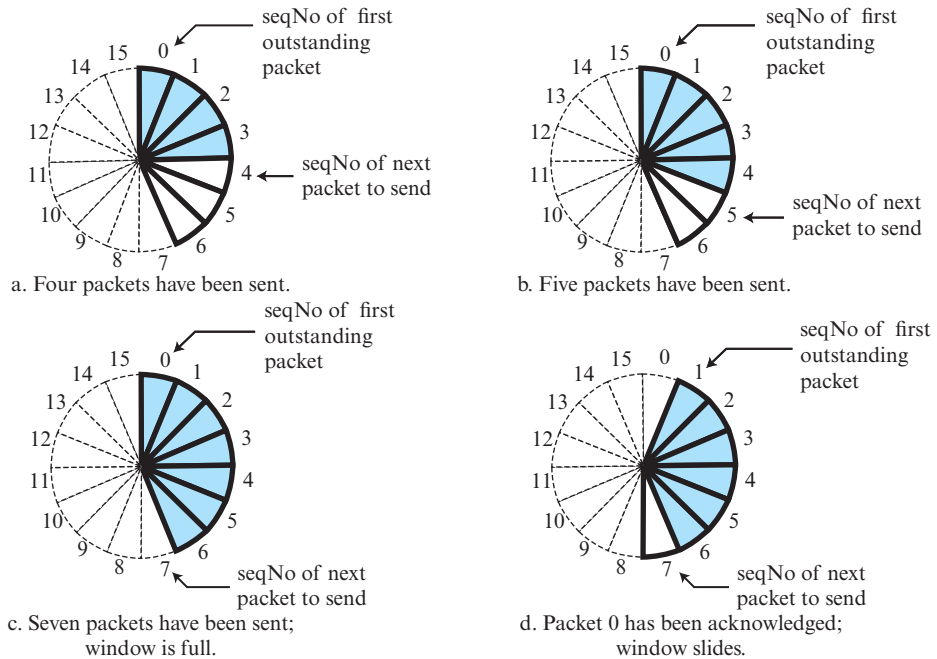 seqNo of first
outstanding
packet
0
1
2
3
4
5
6
7
8
9
10
11
12
13
14
15
seqNo of next
packet to send
a. Four packets have been sent.
seqNo of first
outstanding
packet
0
1
2
3
4
5
6
7
8
9
10
11
12
13
14
15
seqNo of next
packet to send
b. Five packets have been sent.
seqNo of first
outstanding
packet
0
1
2
3
4
5
6
7
8
9
10
11
12
13
14
15
seqNo of next
packet to send
c. Seven packets have been sent;
window is full.
seqNo of first
outstanding
packet
0
1
2
3
4
5
6
7
8
9
10
11
12
13
14
15
seqNo of next
packet to send
d. Packet 0 has been acknowledged;
window slides.